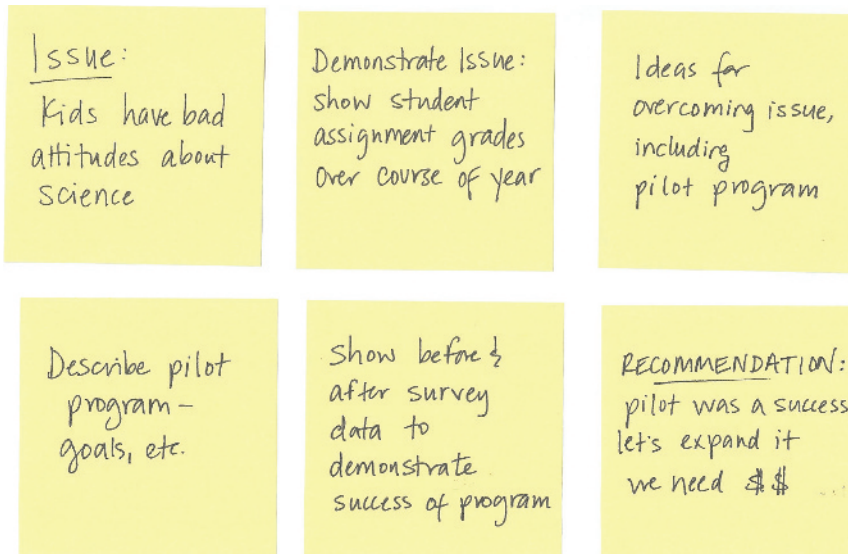 Issue:
Kids have bad
attitudes about
science
Demonstrate Issue:
show student
assignment grades
over course of year
Ideas for
overcoming issue,
including
pilot program
Describe pilot
program –
goals, etc.
Show before &
after survey
data to
demonstrate
success of program
RECOMMENDATION:
pilot was a success
let's expand it
we need $$